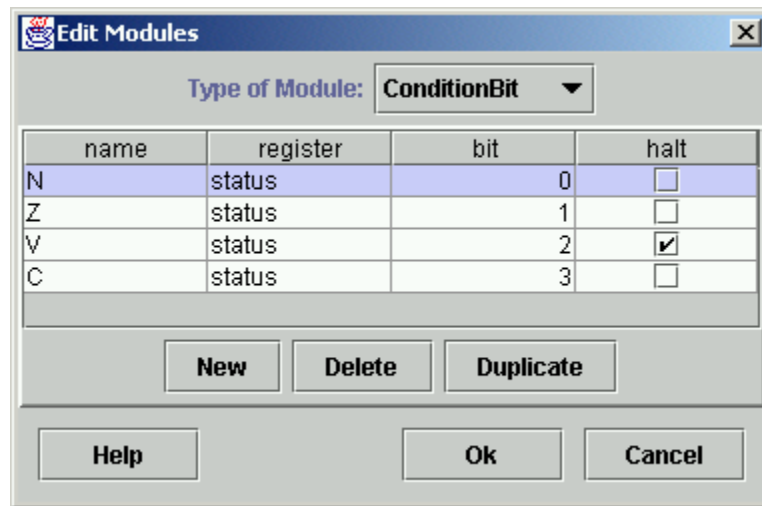 Edit Modules
Type of Module: ConditionBit
name register bit halt
N status 0
Z status 1
V status 2
C status 3
New Delete Duplicate
Help Ok Cancel